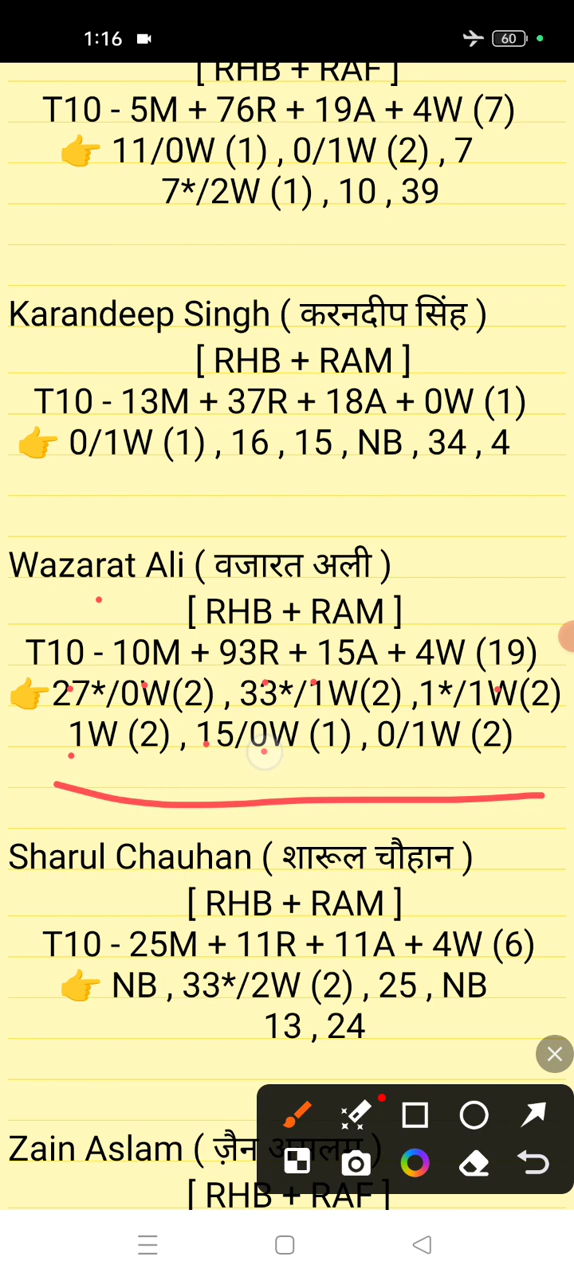 1:16
60
[ RHB + RAF ]
T10 - 5M + 76R + 19A + 4W (7)
👉 11/0W (1) , 0/1W (2) , 7
7*/2W (1) , 10 , 39
Karandeep Singh ( करनदीप सिंह )
[ RHB + RAM ]
T10 - 13M + 37R + 18A + 0W (1)
👉 0/1W (1) , 16 , 15 , NB , 34 , 4
Wazarat Ali ( वजारत अली )
[ RHB + RAM ]
T10 - 10M + 93R + 15A + 4W (19)
👉27*/0W(2) , 33*/1W(2) ,1*/1W(2)
1W (2) , 15/0W (1) , 0/1W (2)
Sharul Chauhan ( शारूल चौहान )
[ RHB + RAM ]
T10 - 25M + 11R + 11A + 4W (6)
👉 NB , 33*/2W (2) , 25 , NB
13 , 24
Zain Aslam ( ज़ैन )
[ RHB + RAF ]